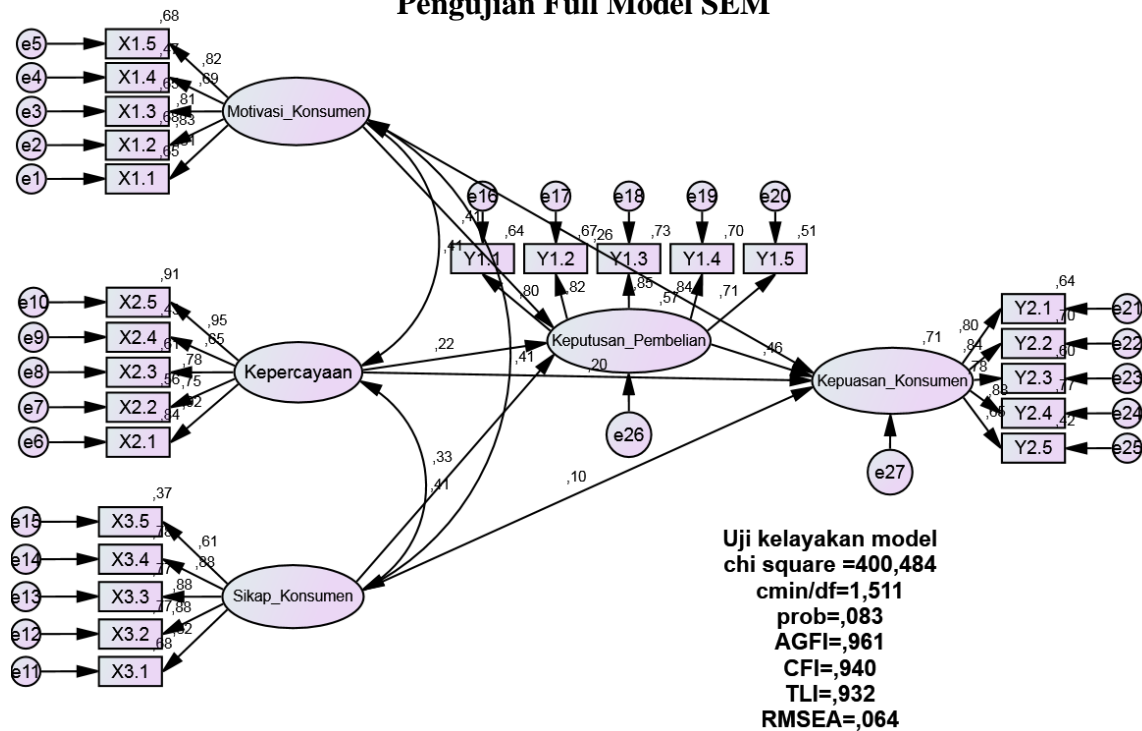 Pengujian Full Model SEM
,68
e5
X1.5
,82
e4
X1.4
,69
e3
X1.3
,81
Motivasi_Konsumen
e2
X1.2
,83
e1
X1.1
,65
e16
e17
e18
e19
e20
,41
,64
,67
,26
,73
,70
,51
,41
Y1.1
Y1.2
Y1.3
Y1.4
Y1.5
,80
,82
,85
,84
,71
,57
,91
e10
X2.5
,95
e9
X2.4
,65
e8
X2.3
,78
Kepercayaan
e7
X2.2
,56
,75
e6
X2.1
,84
,22
,41
,20
Keputusan_Pembelian
,46
e26
,71
Kepuasan_Konsumen
e27
,64
,80
Y2.1
e21
,84
Y2.2
,70
e22
,78
Y2.3
,60
e23
Y2.4
,77
e24
Y2.5
,42
e25
,33
,41
,10
,37
e15
X3.5
,61
e14
X3.4
,88
e13
X3.3
,77
,88
Sikap_Konsumen
e12
X3.2
,77
,88
e11
X3.1
,68
Uji kelayakan model
chi square =400,484
cmin/df=1,511
prob=,083
AGFI=,961
CFI=,940
TLI=,932
RMSEA=,064